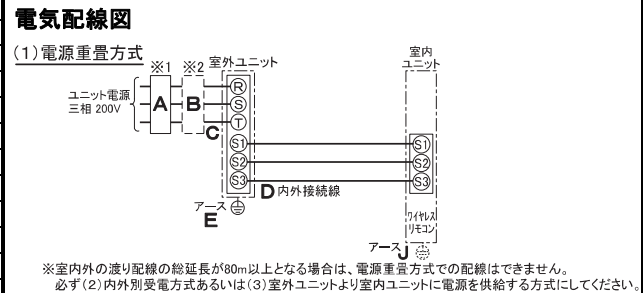 電気配線図
(1)電源重畳方式
※1
※2
室外ユニット
室内
ユニット
ユニット電源
三相 200V
A
B
C
R
S
T
S1
S2
S3
S1
S2
S3
D 内外接続線
アース
E
ワイヤレス
リモコン
アース
J
※室内外の渡り配線の総延長が80m以上となる場合は、電源重畳方式での配線はできません。
必ず(2)内外別受電方式あるいは(3)室外ユニットより室内ユニットに電源を供給する方式にしてください。